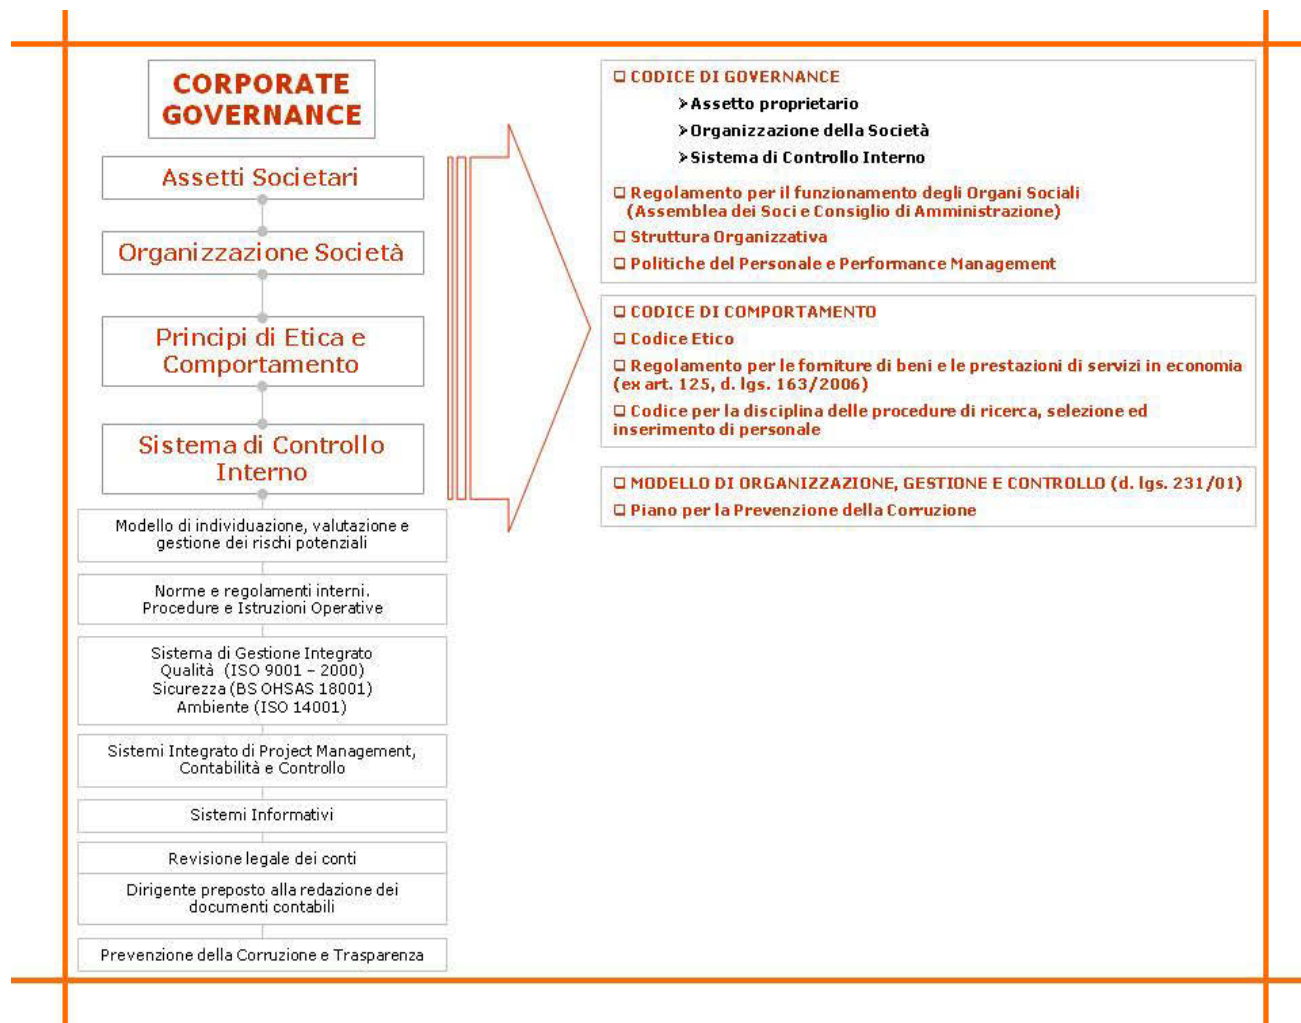 CORPORATE
GOVERNANCE
Assetti Societari
Organizzazione Società
Principi di Etica e
Comportamento
Sistema di Controllo
Interno
Modello di individuazione, valutazione e
gestione dei rischi potenziali
Norme e regolamenti interni.
Procedure e Istruzioni Operative
Sistema di Gestione Integrato
Qualità (ISO 9001 – 2000)
Sicurezza (BS OHSAS 18001)
Ambiente (ISO 14001)
Sistemi Integrato di Project Management,
Contabilità e Controllo
Sistemi Informativi
Revisione legale dei conti
Dirigente preposto alla redazione dei
documenti contabili
Prevenzione della Corruzione e Trasparenza
❑ CODICE DI GOVERNANCE
➢Assetto proprietario
➢Organizzazione della Società
➢Sistema di Controllo Interno
❑ Regolamento per il funzionamento degli Organi Sociali
(Assemblea dei Soci e Consiglio di Amministrazione)
❑ Struttura Organizzativa
❑ Politiche del Personale e Performance Management
❑ CODICE DI COMPORTAMENTO
❑ Codice Etico
❑ Regolamento per le forniture di beni e le prestazioni di servizi in economia
(ex art. 125, d. lgs. 163/2006)
❑ Codice per la disciplina delle procedure di ricerca, selezione ed
inserimento di personale
❑ MODELLO DI ORGANIZZAZIONE, GESTIONE E CONTROLLO (d. lgs. 231/01)
❑ Piano per la Prevenzione della Corruzione